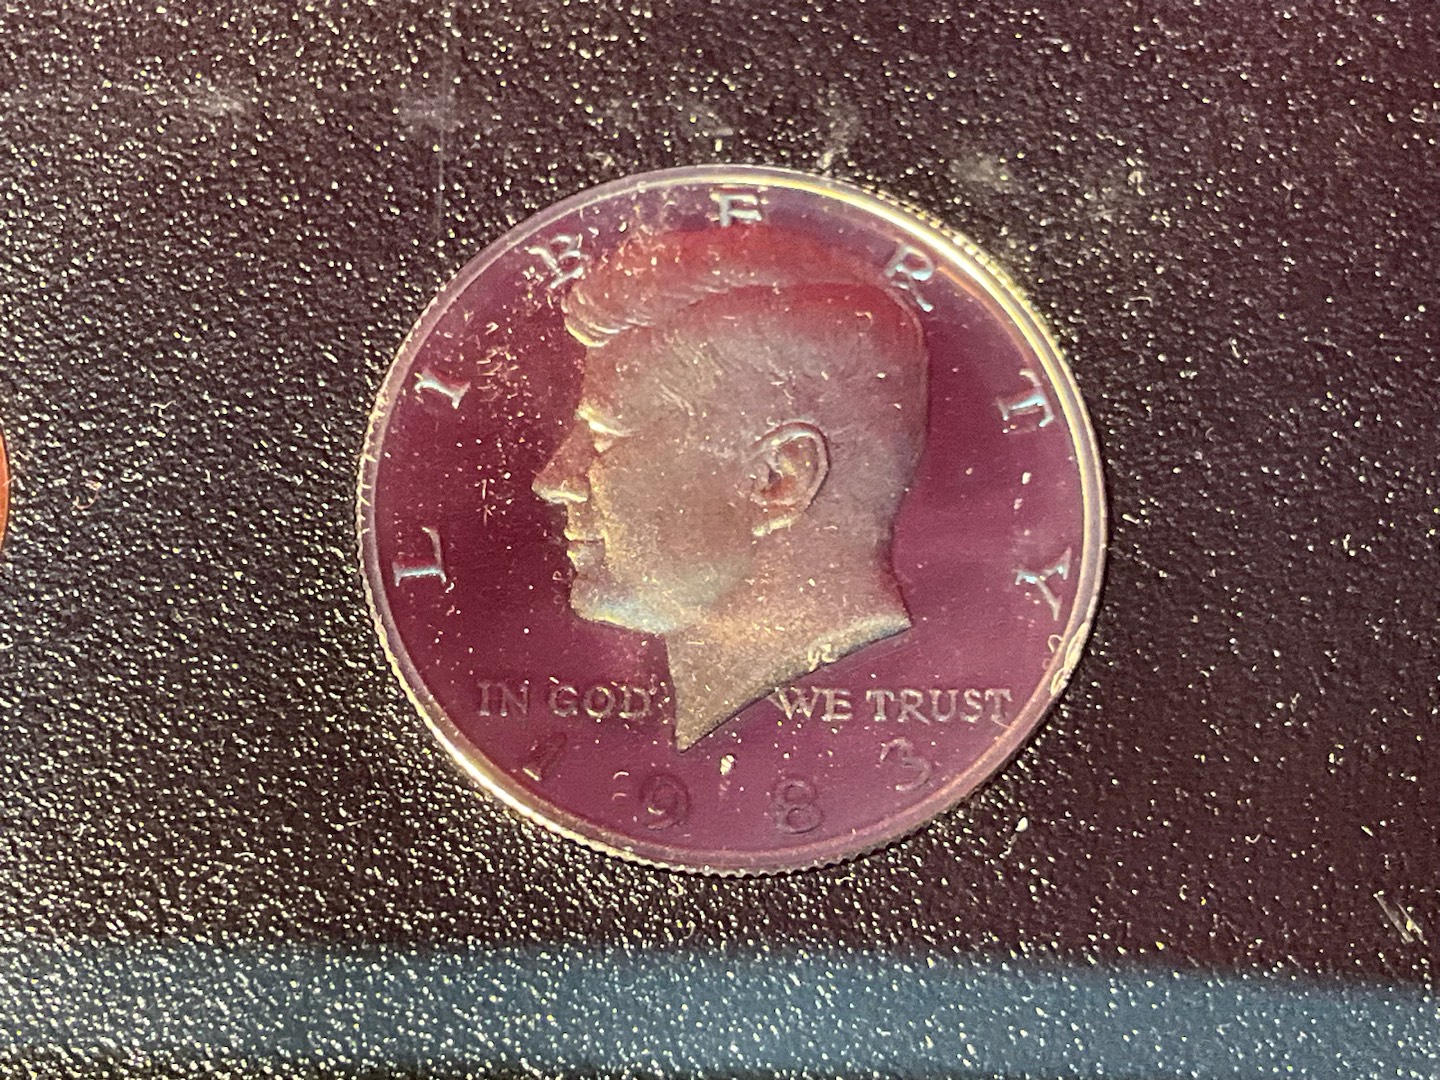 LIBERTY
IN GOD WE TRUST
1983